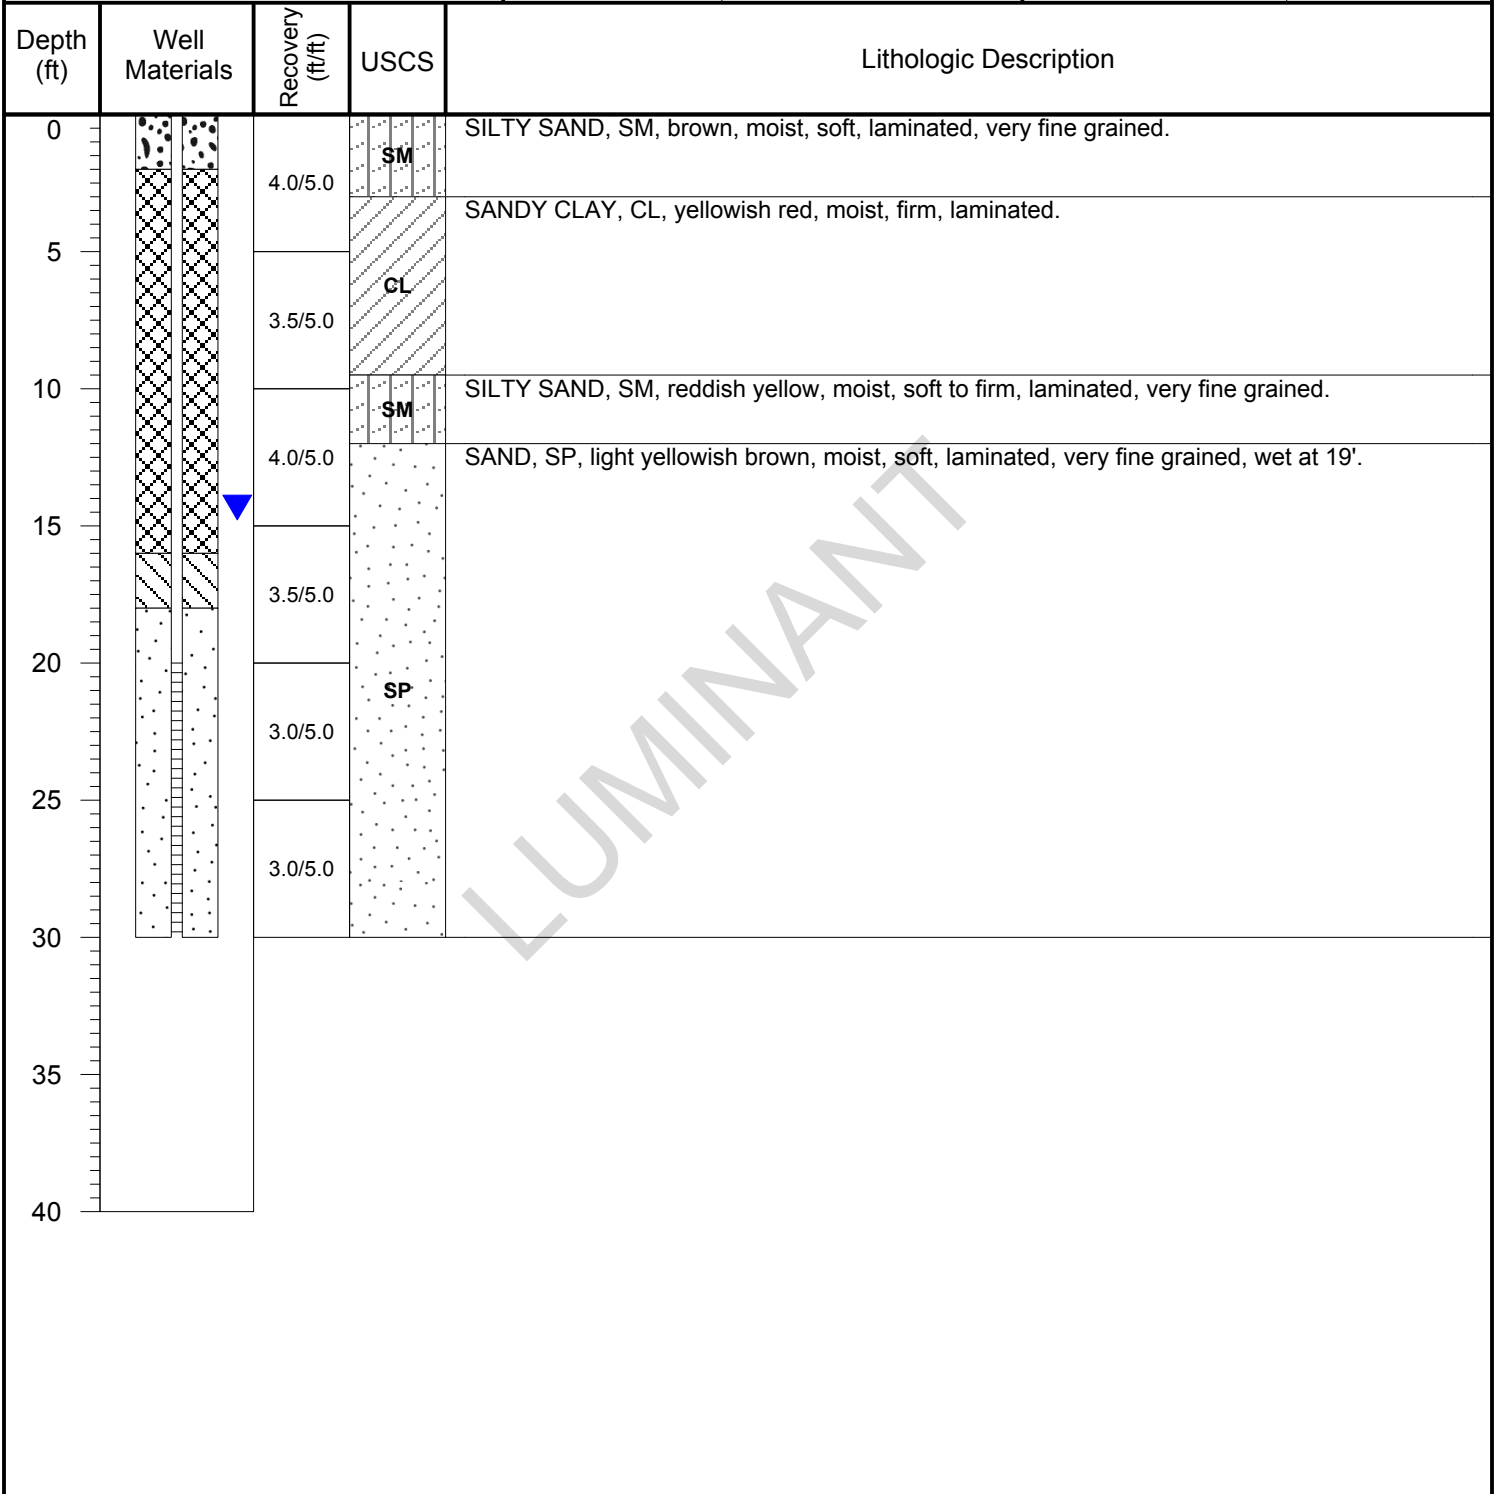 Depth
(ft)
Well
Materials
Recovery
(ft/ft)
USCS
Lithologic Description
0
SM
SILTY SAND, SM, brown, moist, soft, laminated, very fine grained.
4.0/5.0
SANDY CLAY, CL, yellowish red, moist, firm, laminated.
5
CL
3.5/5.0
10
SILTY SAND, SM, reddish yellow, moist, soft to firm, laminated, very fine grained.
SM
4.0/5.0
SAND, SP, light yellowish brown, moist, soft, laminated, very fine grained, wet at 19'.
15
3.5/5.0
20
SP
3.0/5.0
25
3.0/5.0
30
35
40
LUMINANT